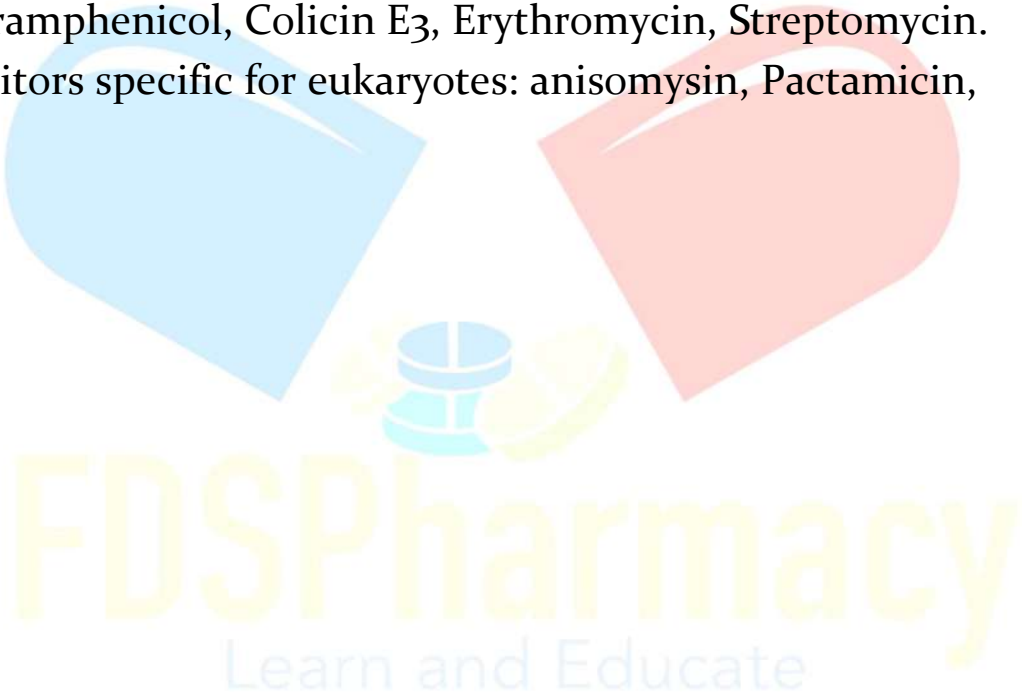 ramphenicol, Colicin E3, Erythromycin, Streptomycin.
itors specific for eukaryotes: anisomysin, Pactamicin,
FDSPharmacy
Learn and Educate